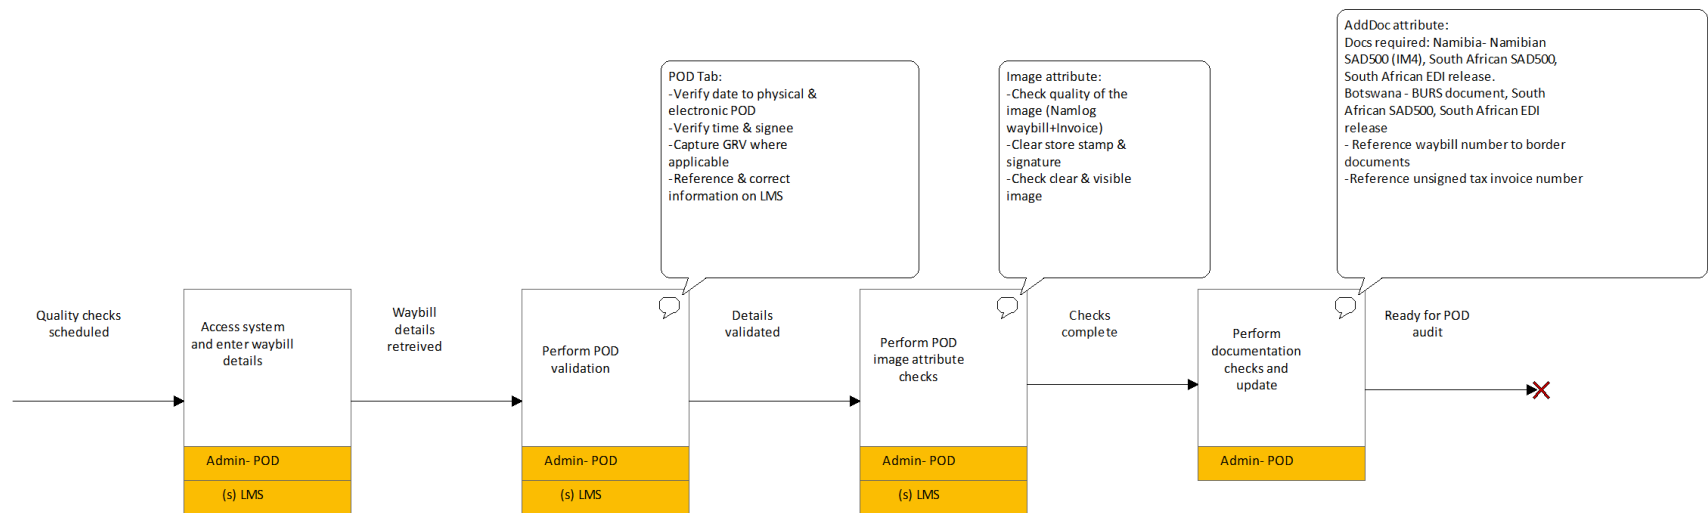 Quality checks
scheduled
Access system
and enter waybill
details
Admin- POD
(s) LMS
Waybill
details
retreived
POD Tab:
-Verify date to physical &
electronic POD
-Verify time & signee
-Capture GRV where
applicable
-Reference & correct
information on LMS
Perform POD
validation
Admin- POD
(s) LMS
Details
validated
Image attribute:
-Check quality of the
image (Namlog
waybill+Invoice)
-Clear store stamp &
signature
-Check clear & visible
image
Perform POD
image attribute
checks
Admin- POD
(s) LMS
Checks
complete
AddDoc attribute:
Docs required: Namibia- Namibian
SAD500 (IM4), South African SAD500,
South African EDI release.
Botswana - BURS document, South
African SAD500, South African EDI
release
- Reference waybill number to border
documents
-Reference unsigned tax invoice number
Perform
documentation
checks and
update
Admin- POD
Ready for POD
audit